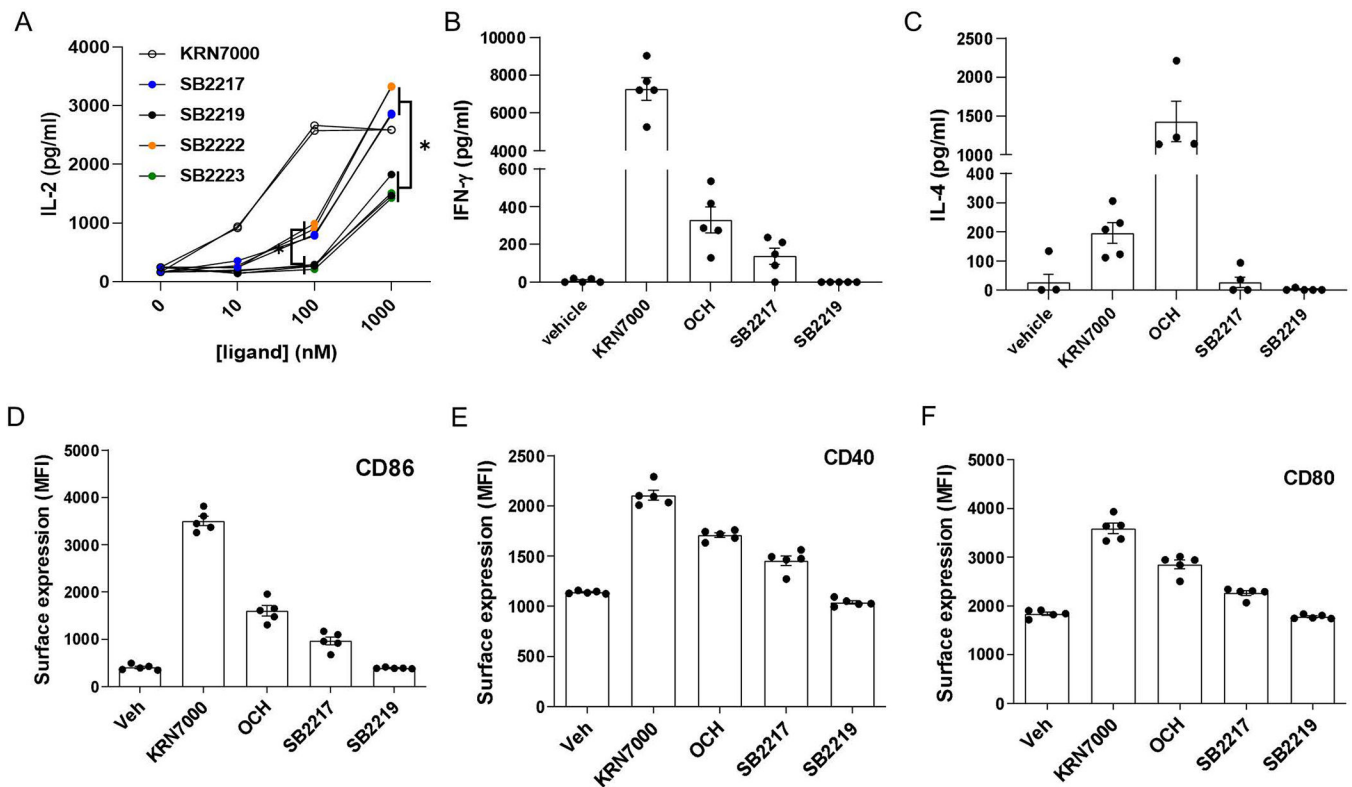 A
IL-2 (pg/ml)
4000
3000
2000
1000
0
KRN7000
SB2217
SB2219
SB2222
SB2223
*
*
0
10
100
1000
[ligand] (nM)
B
IFN-γ (pg/ml)
10000
8000
6000
4000
600
400
200
0
vehicle
KRN7000
OCH
SB2217
SB2219
C
IL-4 (pg/ml)
2500
2000
1500
1000
400
300
200
100
0
vehicle
KRN7000
OCH
SB2217
SB2219
D
CD86
Surface expression (MFI)
5000
4000
3000
2000
1000
0
Veh
KRN7000
OCH
SB2217
SB2219
E
CD40
Surface expression (MFI)
2500
2000
1500
1000
500
0
Veh
KRN7000
OCH
SB2217
SB2219
F
CD80
Surface expression (MFI)
5000
4000
3000
2000
1000
0
Veh
KRN7000
OCH
SB2217
SB2219